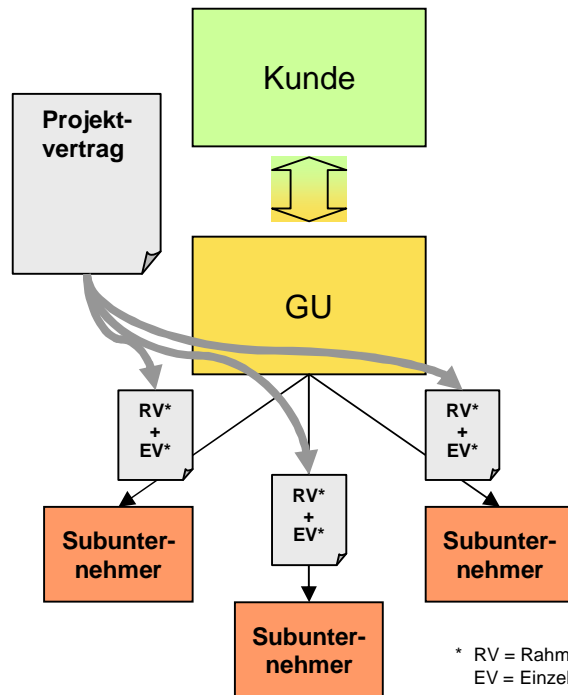 Kunde
Projekt-
vertrag
GU
RV*
+
EV*
RV*
+
EV*
RV*
+
EV*
Subunter-
nehmer
Subunter-
nehmer
Subunter-
nehmer
* RV = Rahm
EV = Einzel